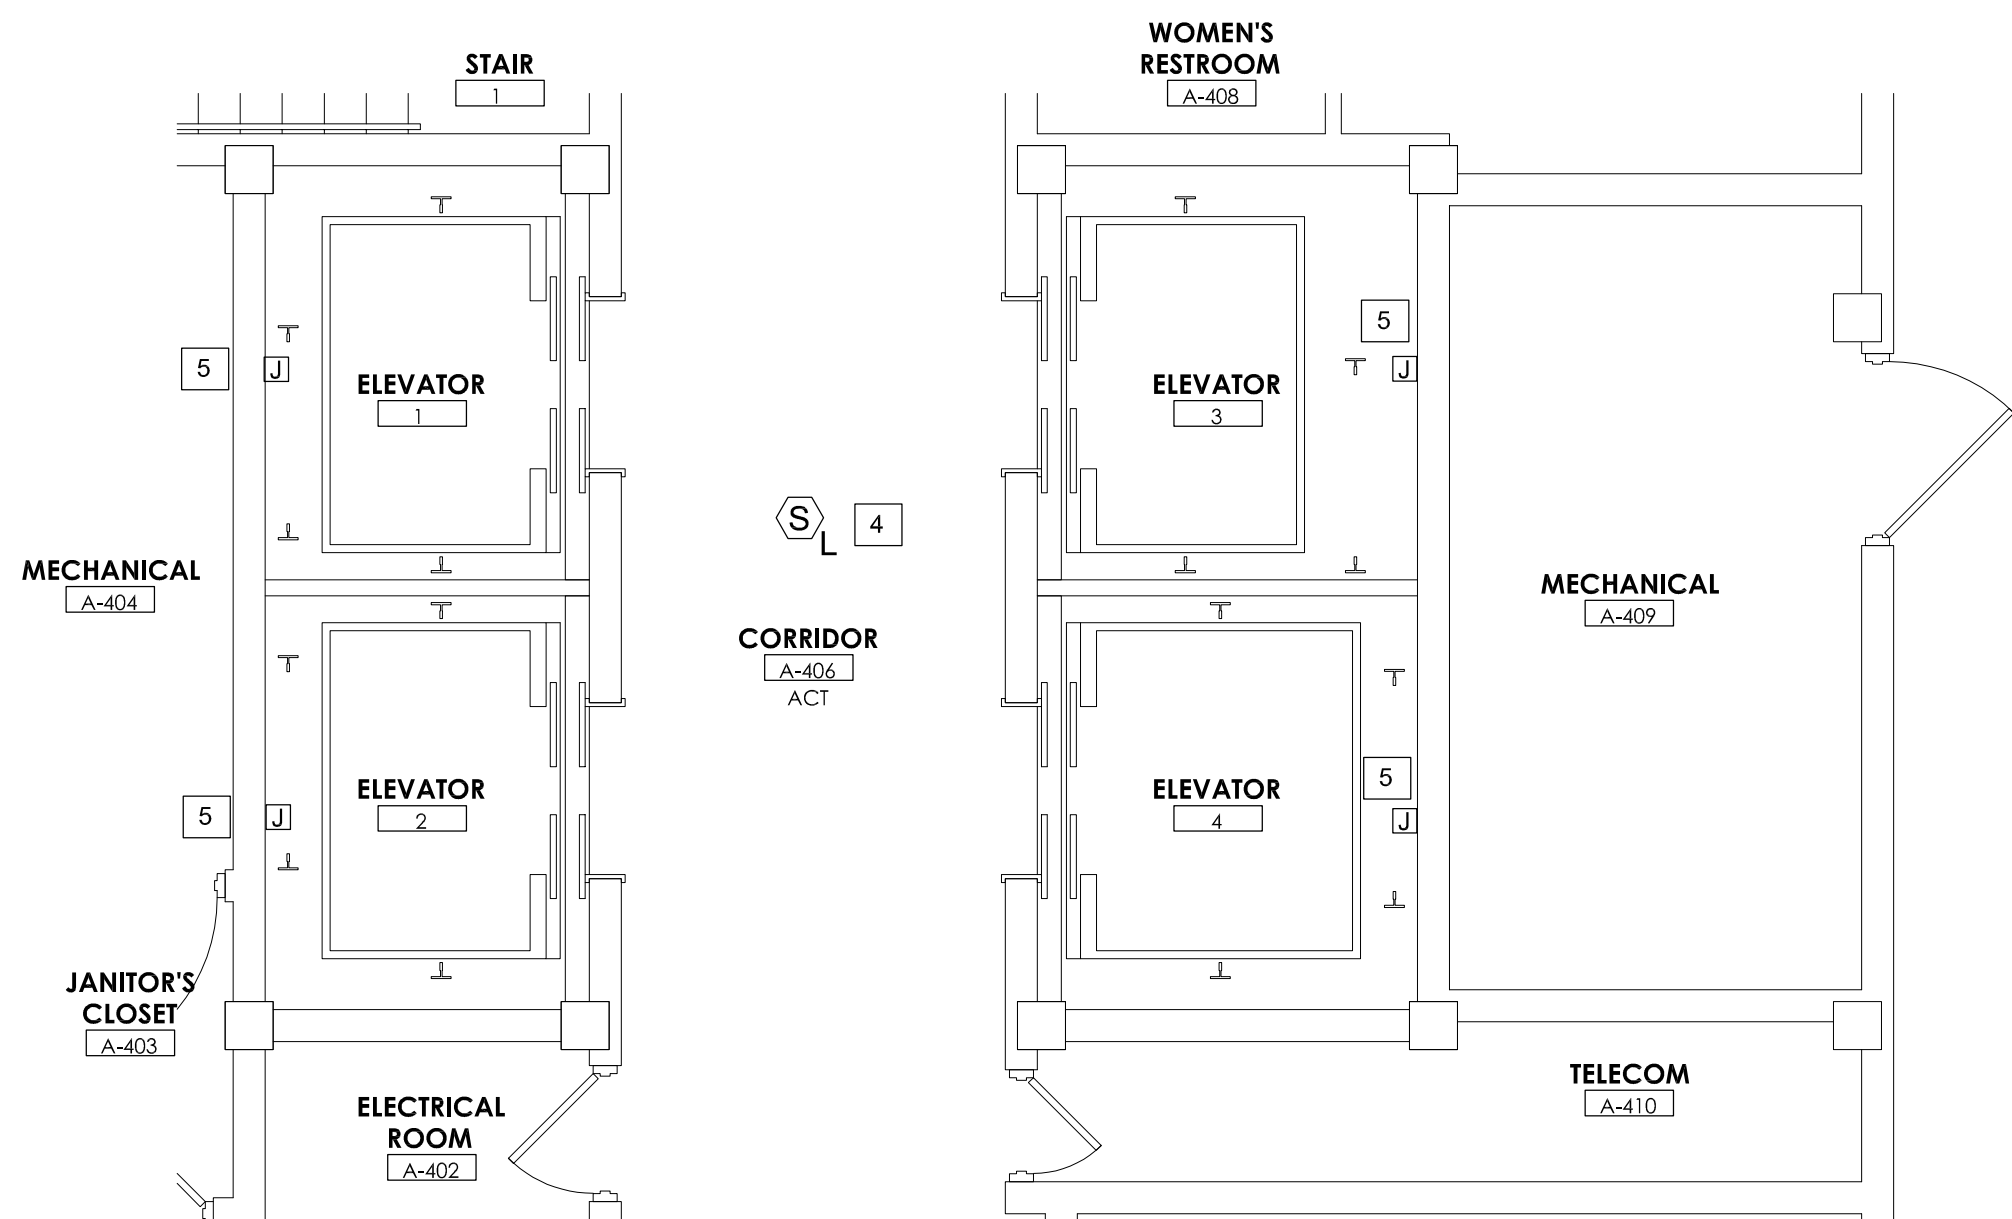 WOMEN'S
RESTROOM
A-408
STAIR
1
5
5
J
J
ELEVATOR
1
ELEVATOR
3
S
L
4
MECHANICAL
A-404
MECHANICAL
A-409
CORRIDOR
A-406
ACT
ELEVATOR
2
ELEVATOR
4
5
5
J
J
JANITOR'S
CLOSET
A-403
TELECOM
A-410
ELECTRICAL
ROOM
A-402